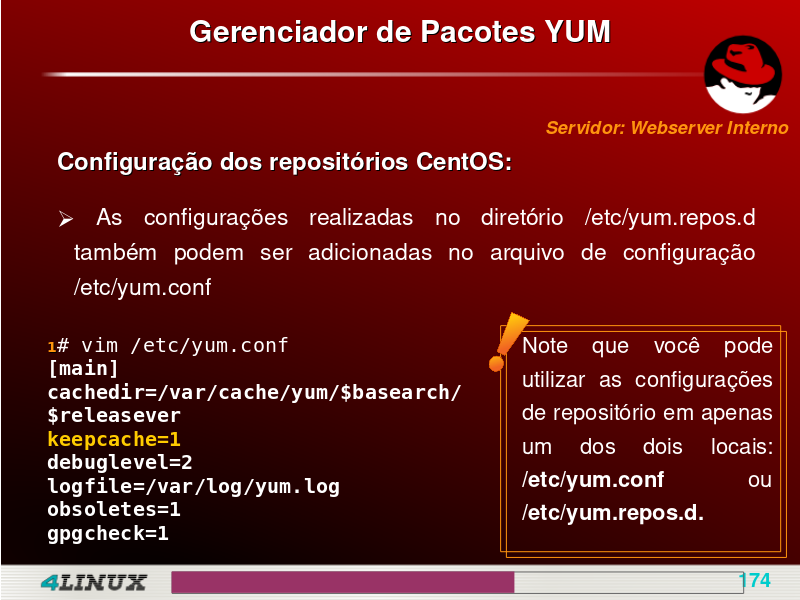 Gerenciador de Pacotes YUM
Servidor: Webserver Interno
Configuração dos repositórios CentOS:
➢ As configurações realizadas no diretório /etc/yum.repos.d
também podem ser adicionadas no arquivo de configuração
/etc/yum.conf
1# vim /etc/yum.conf
[main]
cachedir=/var/cache/yum/$basearch/
$releasever
keepcache=1
debuglevel=2
logfile=/var/log/yum.log
obsoletes=1
gpgcheck=1
Note que você pode
utilizar as configurações
de repositório em apenas
um dos dois locais:
/etc/yum.conf ou
/etc/yum.repos.d.
4LINUX
174